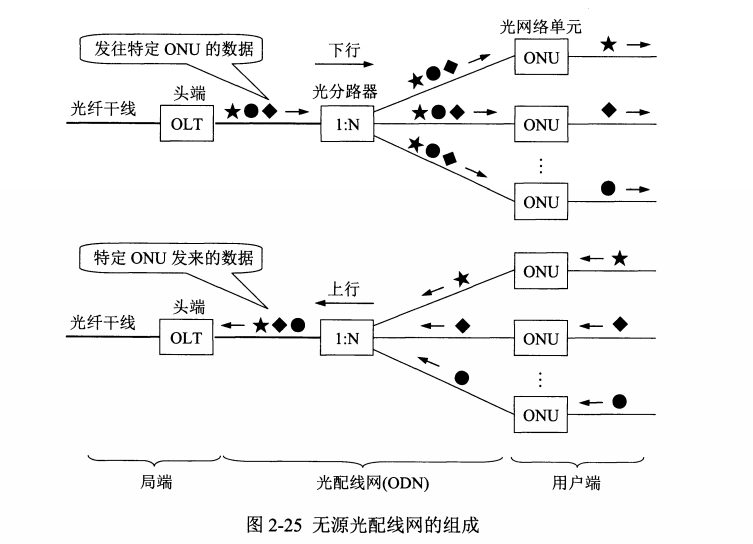 光网络单元
发往特定 ONU 的数据
下行
ONU
头端
光分路器
光纤干线
OLT
1:N
ONU
⋮
ONU
特定 ONU 发来的数据
上行
ONU
头端
光纤干线
OLT
1:N
ONU
⋮
ONU
局端
光配线网(ODN)
用户端
图 2-25 无源光配线网的组成